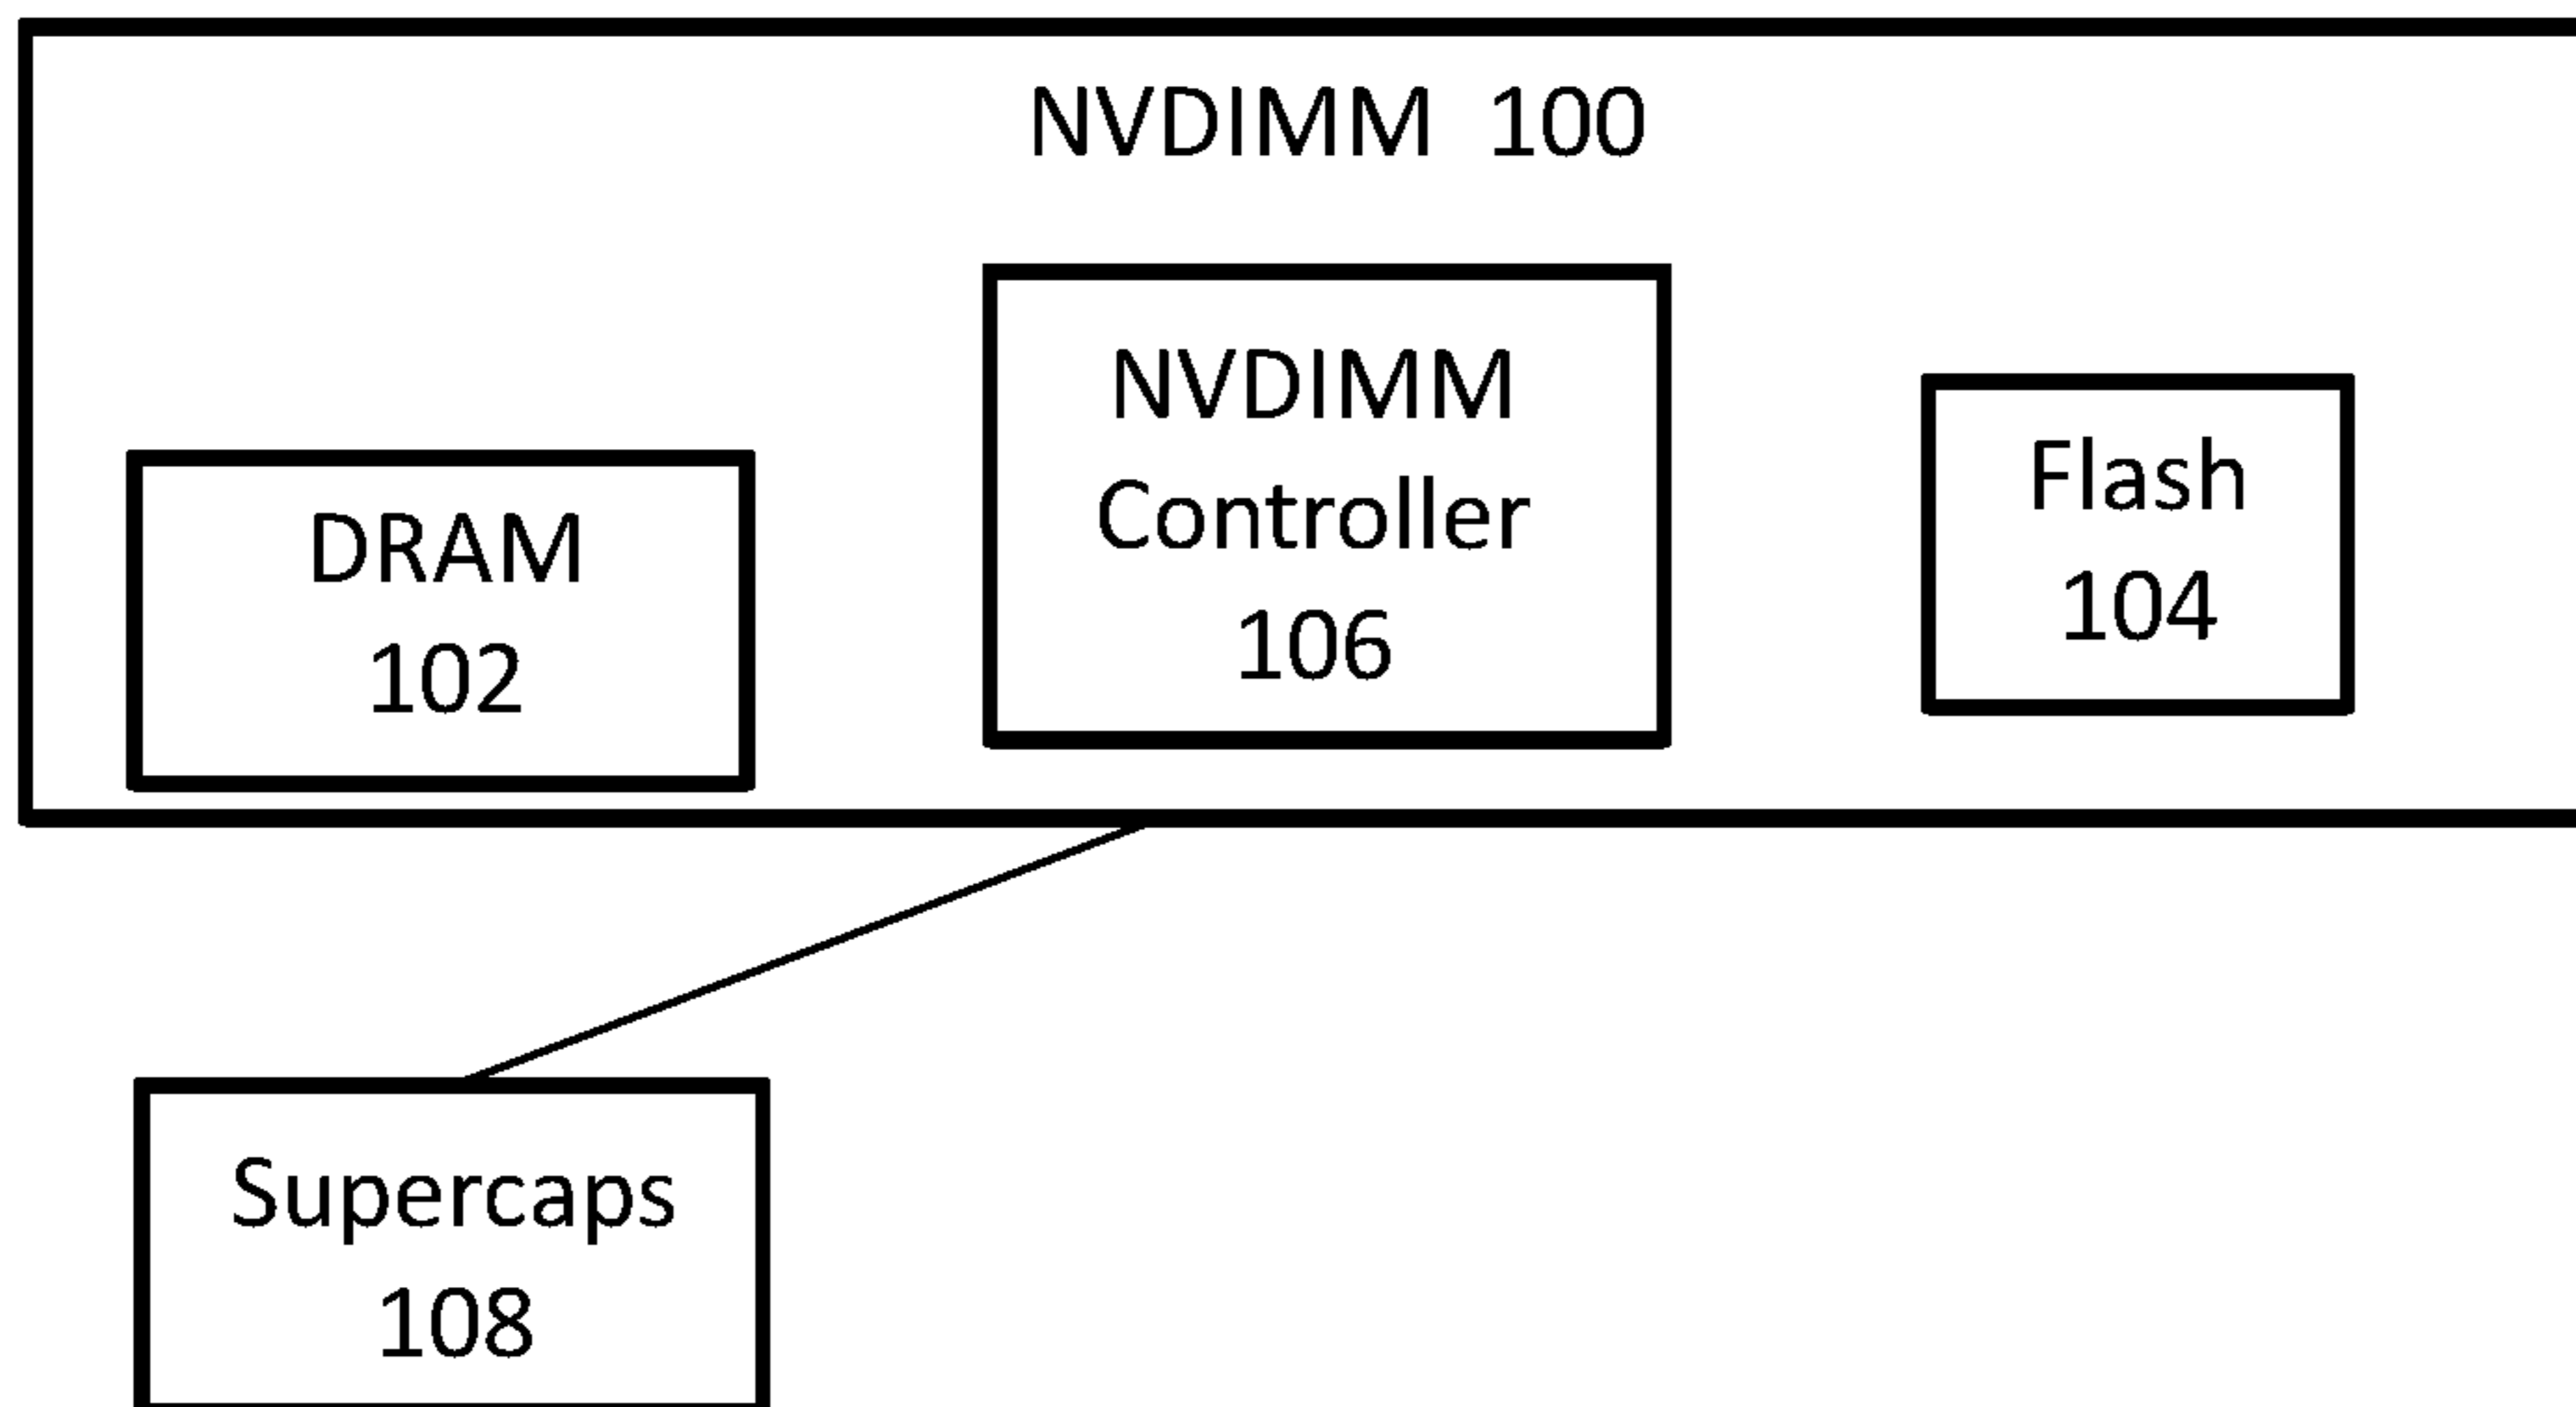 NVDIMM 100
DRAM
102
NVDIMM
Controller
106
Flash
104
Supercaps
108